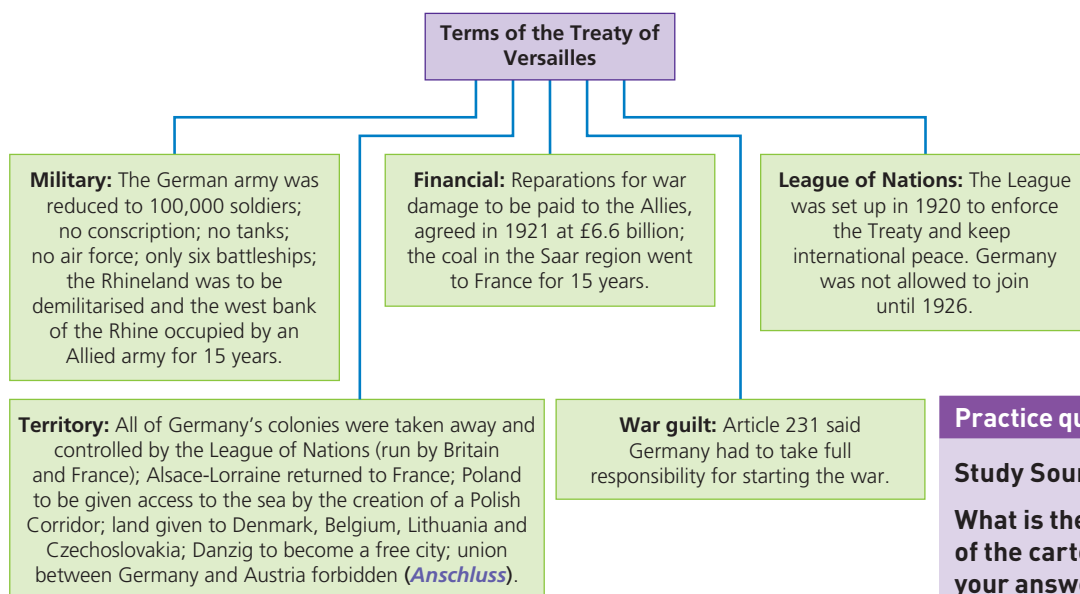 Terms of the Treaty of
Versailles
Military: The German army was
reduced to 100,000 soldiers;
no conscription; no tanks;
no air force; only six battleships;
the Rhineland was to be
demilitarised and the west bank
of the Rhine occupied by an
Allied army for 15 years.
Financial: Reparations for war
damage to be paid to the Allies,
agreed in 1921 at £6.6 billion;
the coal in the Saar region went
to France for 15 years.
League of Nations: The League
was set up in 1920 to enforce
the Treaty and keep
international peace. Germany
was not allowed to join
until 1926.
Territory: All of Germany’s colonies were taken away and
controlled by the League of Nations (run by Britain
and France); Alsace-Lorraine returned to France; Poland
to be given access to the sea by the creation of a Polish
Corridor; land given to Denmark, Belgium, Lithuania and
Czechoslovakia; Danzig to become a free city; union
between Germany and Austria forbidden (Anschluss).
War guilt: Article 231 said
Germany had to take full
responsibility for starting the war.
Practice
Study
What is the
of the
your